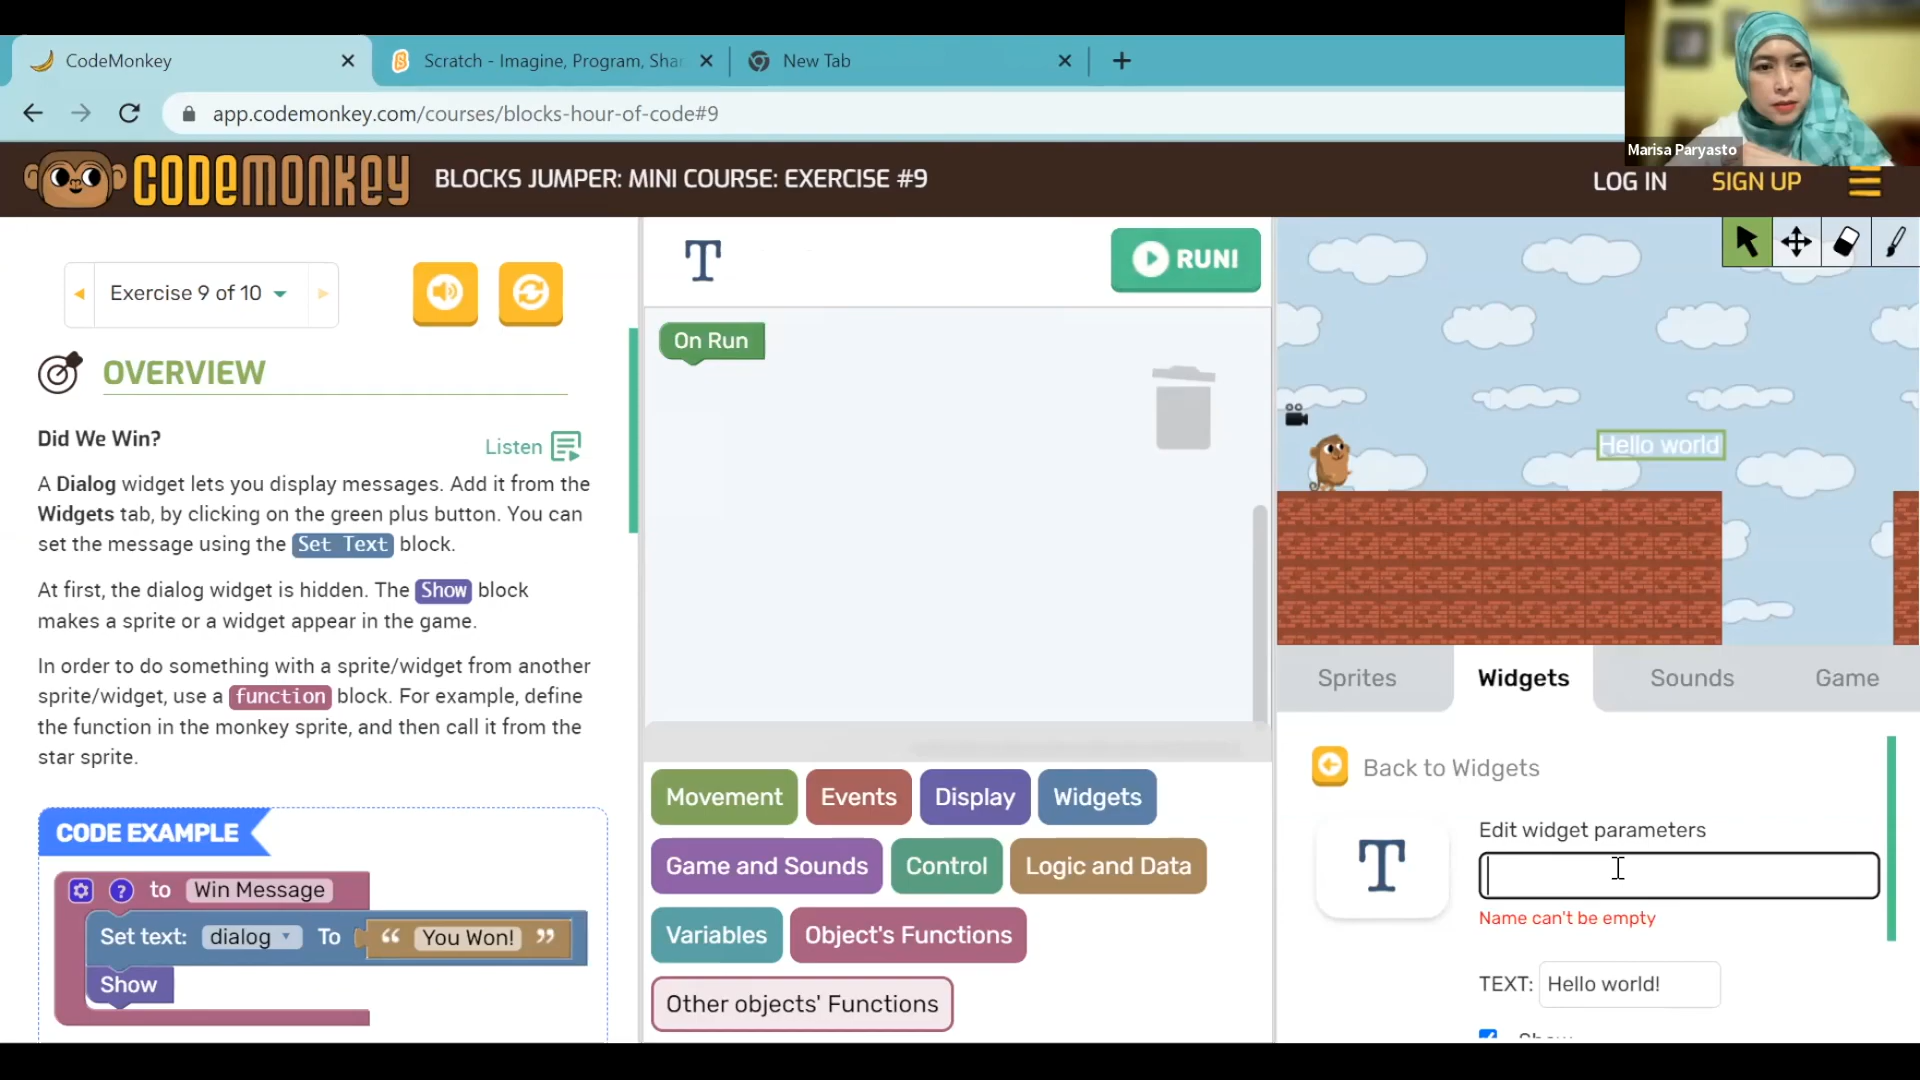 CodeMonkey
Scratch - Imagine, Program, Shar
New Tab
app.codemonkey.com/courses/blocks-hour-of-code#9
Marisa Paryasto
CODEMONKEY
BLOCKS JUMPER: MINI COURSE: EXERCISE #9
LOG IN
SIGN UP
Exercise 9 of 10
T
RUN!
OVERVIEW
Did We Win?
Listen
A Dialog widget lets you display messages. Add it from the
Widgets tab, by clicking on the green plus button. You can
set the message using the Set Text block.
At first, the dialog widget is hidden. The Show block
makes a sprite or a widget appear in the game.
In order to do something with a sprite/widget from another
sprite/widget, use a function block. For example, define
the function in the monkey sprite, and then call it from the
star sprite.
CODE EXAMPLE
? to Win Message
Set text: dialog To “ You Won! ”
Show
On Run
Movement
Events
Display
Widgets
Game and Sounds
Control
Logic and Data
Variables
Object's Functions
Other objects' Functions
Hello world
Sprites
Widgets
Sounds
Game
Back to Widgets
T
Edit widget parameters
Name can't be empty
TEXT: Hello world!